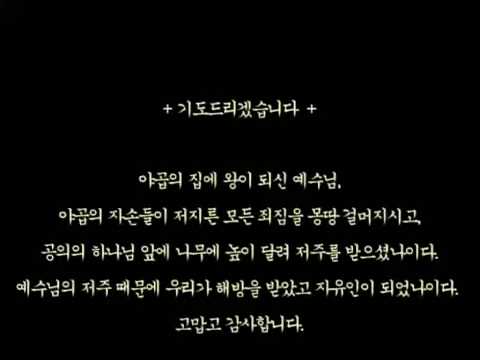 + 기도드리겠습니다 +
야곱의 집에 왕이 되신 예수님,
야곱의 자손들이 저지른 모든 죄짐을 몽땅 걸머지시고,
공의의 하나님 앞에 나무에 높이 달려 저주를 받으셨나이다.
예수님의 저주 때문에 우리가 해방을 받았고 자유인이 되었나이다.
고맙고 감사합니다.